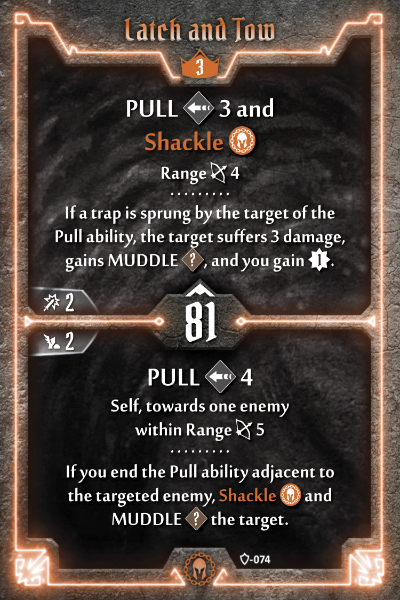 Latch and Tow
3
PULL 3 and
Shackle
Range 4
If a trap is sprung by the target of the
Pull ability, the target suffers 3 damage,
gains MUDDLE ?, and you gain 1.
2
81
2
PULL 4
Self, towards one enemy
within Range 5
If you end the Pull ability adjacent to
the targeted enemy, Shackle and
MUDDLE ? the target.
-074